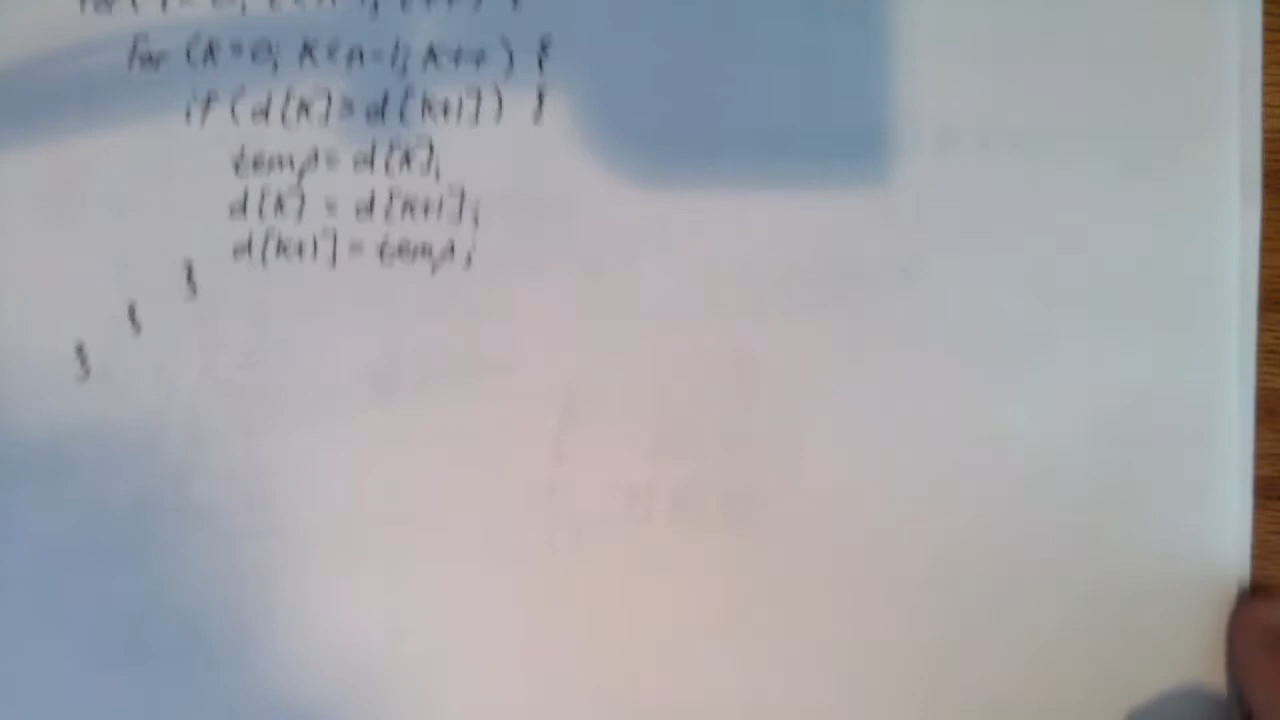 for (k=0; k<n-1; k++) {
if (d[k]>d[k+1]) {
temp= d[k];
d[k] = d[k+1];
d[k+1] = temp;
}
}
}